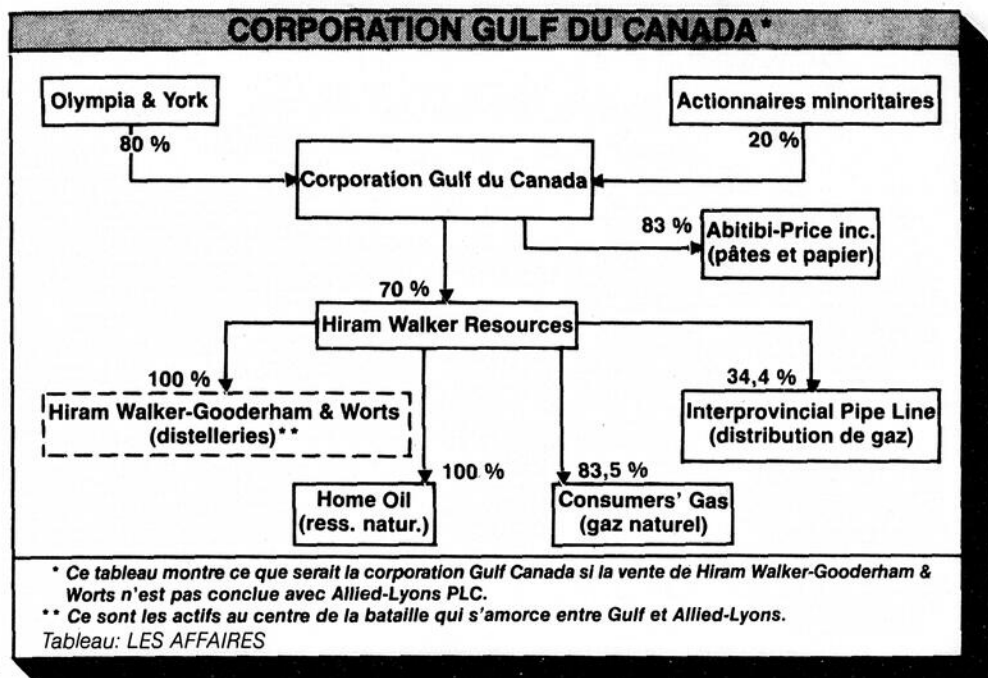 CORPORATION GULF DU CANADA*
Olympia & York
Actionnaires minoritaires
80 %
20 %
Corporation Gulf du Canada
83 %
Abitibi-Price inc.
(pâtes et papier)
70 %
Hiram Walker Resources
100 %
34,4 %
Hiram Walker-Gooderham & Worts
(distelleries)**
Interprovincial Pipe Line
(distribution de gaz)
100 %
83,5 %
Home Oil
(ress. natur.)
Consumers' Gas
(gaz naturel)
* Ce tableau montre ce que serait la corporation Gulf Canada si la vente de Hiram Walker-Gooderham &
Worts n'est pas conclue avec Allied-Lyons PLC.
** Ce sont les actifs au centre de la bataille qui s'amorce entre Gulf et Allied-Lyons.
Tableau: LES AFFAIRES